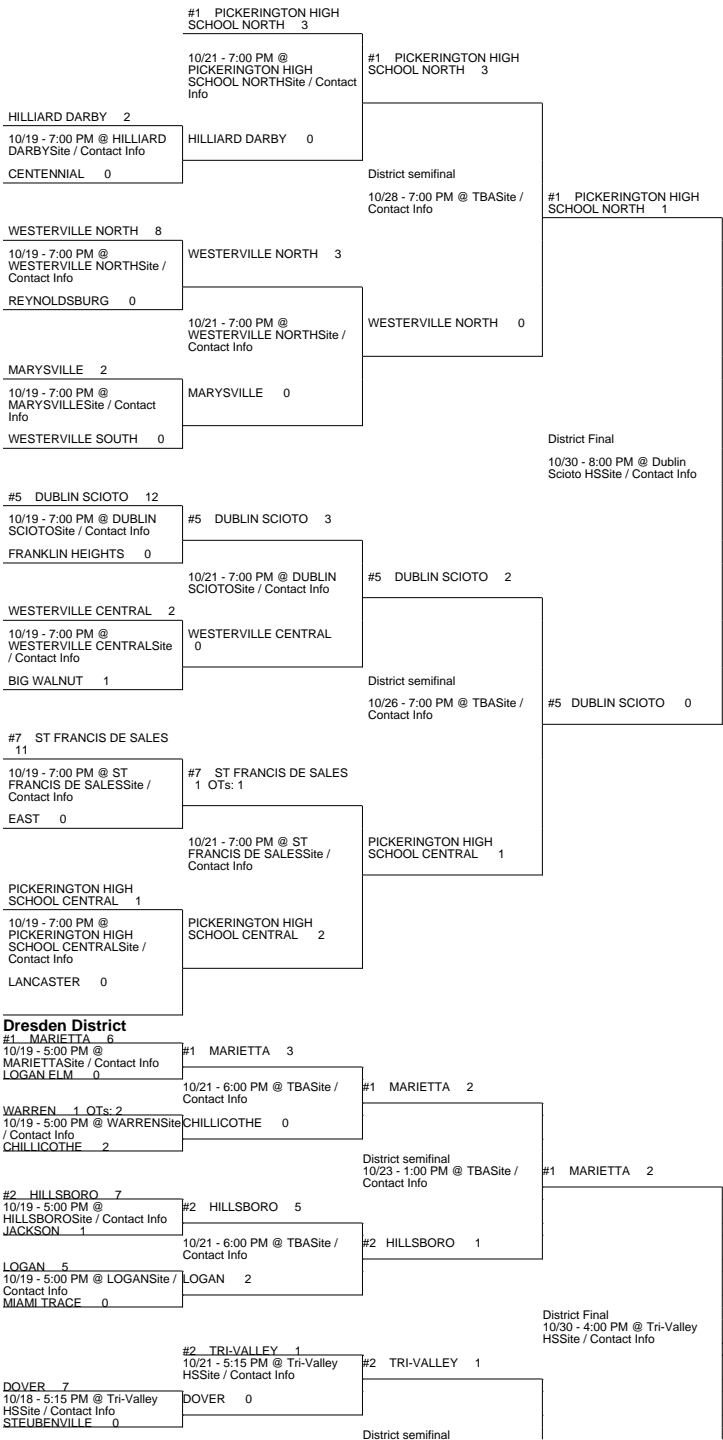 #1 PICKERINGTON HIGH
SCHOOL NORTH 3
10/21 - 7:00 PM @
PICKERINGTON HIGH
SCHOOL NORTHSite / Contact
Info
#1 PICKERINGTON HIGH
SCHOOL NORTH 3
HILLIARD DARBY 2
10/19 - 7:00 PM @ HILLIARD
DARBYSite / Contact Info
CENTENNIAL 0
HILLIARD DARBY 0
District semifinal
10/28 - 7:00 PM @ TBASite /
Contact Info
#1 PICKERINGTON HIGH
SCHOOL NORTH 1
WESTERVILLE NORTH 8
10/19 - 7:00 PM @
WESTERVILLE NORTHSite /
Contact Info
REYNOLDSBURG 0
WESTERVILLE NORTH 3
10/21 - 7:00 PM @
WESTERVILLE NORTHSite /
Contact Info
WESTERVILLE NORTH 0
MARYSVILLE 2
10/19 - 7:00 PM @
MARYSVILLESite / Contact
Info
WESTERVILLE SOUTH 0
MARYSVILLE 0
District Final
10/30 - 8:00 PM @ Dublin
Scioto HSSite / Contact Info
#5 DUBLIN SCIOTO 12
10/19 - 7:00 PM @ DUBLIN
SCIOTOSite / Contact Info
FRANKLIN HEIGHTS 0
#5 DUBLIN SCIOTO 3
10/21 - 7:00 PM @ DUBLIN
SCIOTOSite / Contact Info
#5 DUBLIN SCIOTO 2
WESTERVILLE CENTRAL 2
10/19 - 7:00 PM @
WESTERVILLE CENTRALSite
/ Contact Info
BIG WALNUT 1
WESTERVILLE CENTRAL
0
District semifinal
10/26 - 7:00 PM @ TBASite /
Contact Info
#5 DUBLIN SCIOTO 0
#7 ST FRANCIS DE SALES
11
10/19 - 7:00 PM @ ST
FRANCIS DE SALESSite /
Contact Info
EAST 0
#7 ST FRANCIS DE SALES
1 OTs: 1
10/21 - 7:00 PM @ ST
FRANCIS DE SALESSite /
Contact Info
PICKERINGTON HIGH
SCHOOL CENTRAL 1
PICKERINGTON HIGH
SCHOOL CENTRAL 1
10/19 - 7:00 PM @
PICKERINGTON HIGH
SCHOOL CENTRALSite /
Contact Info
LANCASTER 0
PICKERINGTON HIGH
SCHOOL CENTRAL 2
Dresden District
#1 MARIETTA 6
10/19 - 5:00 PM @
MARIETTASite / Contact Info
LOGAN ELM 0
#1 MARIETTA 3
10/21 - 6:00 PM @ TBASite /
Contact Info
#1 MARIETTA 2
WARREN 1 OTs: 2
10/19 - 5:00 PM @ WARRENSite
/ Contact Info
CHILLICOTHE 2
CHILLICOTHE 0
District semifinal
10/23 - 1:00 PM @ TBASite /
Contact Info
#1 MARIETTA 2
#2 HILLSBORO 7
10/19 - 5:00 PM @
HILLSBOROSite / Contact Info
JACKSON 1
#2 HILLSBORO 5
10/21 - 6:00 PM @ TBASite /
Contact Info
#2 HILLSBORO 1
LOGAN 5
10/19 - 5:00 PM @ LOGANSite /
Contact Info
MIAMI TRACE 0
LOGAN 2
District Final
10/30 - 4:00 PM @ Tri-Valley
HSSite / Contact Info
#2 TRI-VALLEY 1
10/21 - 5:15 PM @ Tri-Valley
HSSite / Contact Info
#2 TRI-VALLEY 1
DOVER 7
10/18 - 5:15 PM @ Tri-Valley
HSSite / Contact Info
STEUBENVILLE 0
DOVER 0
District semifinal